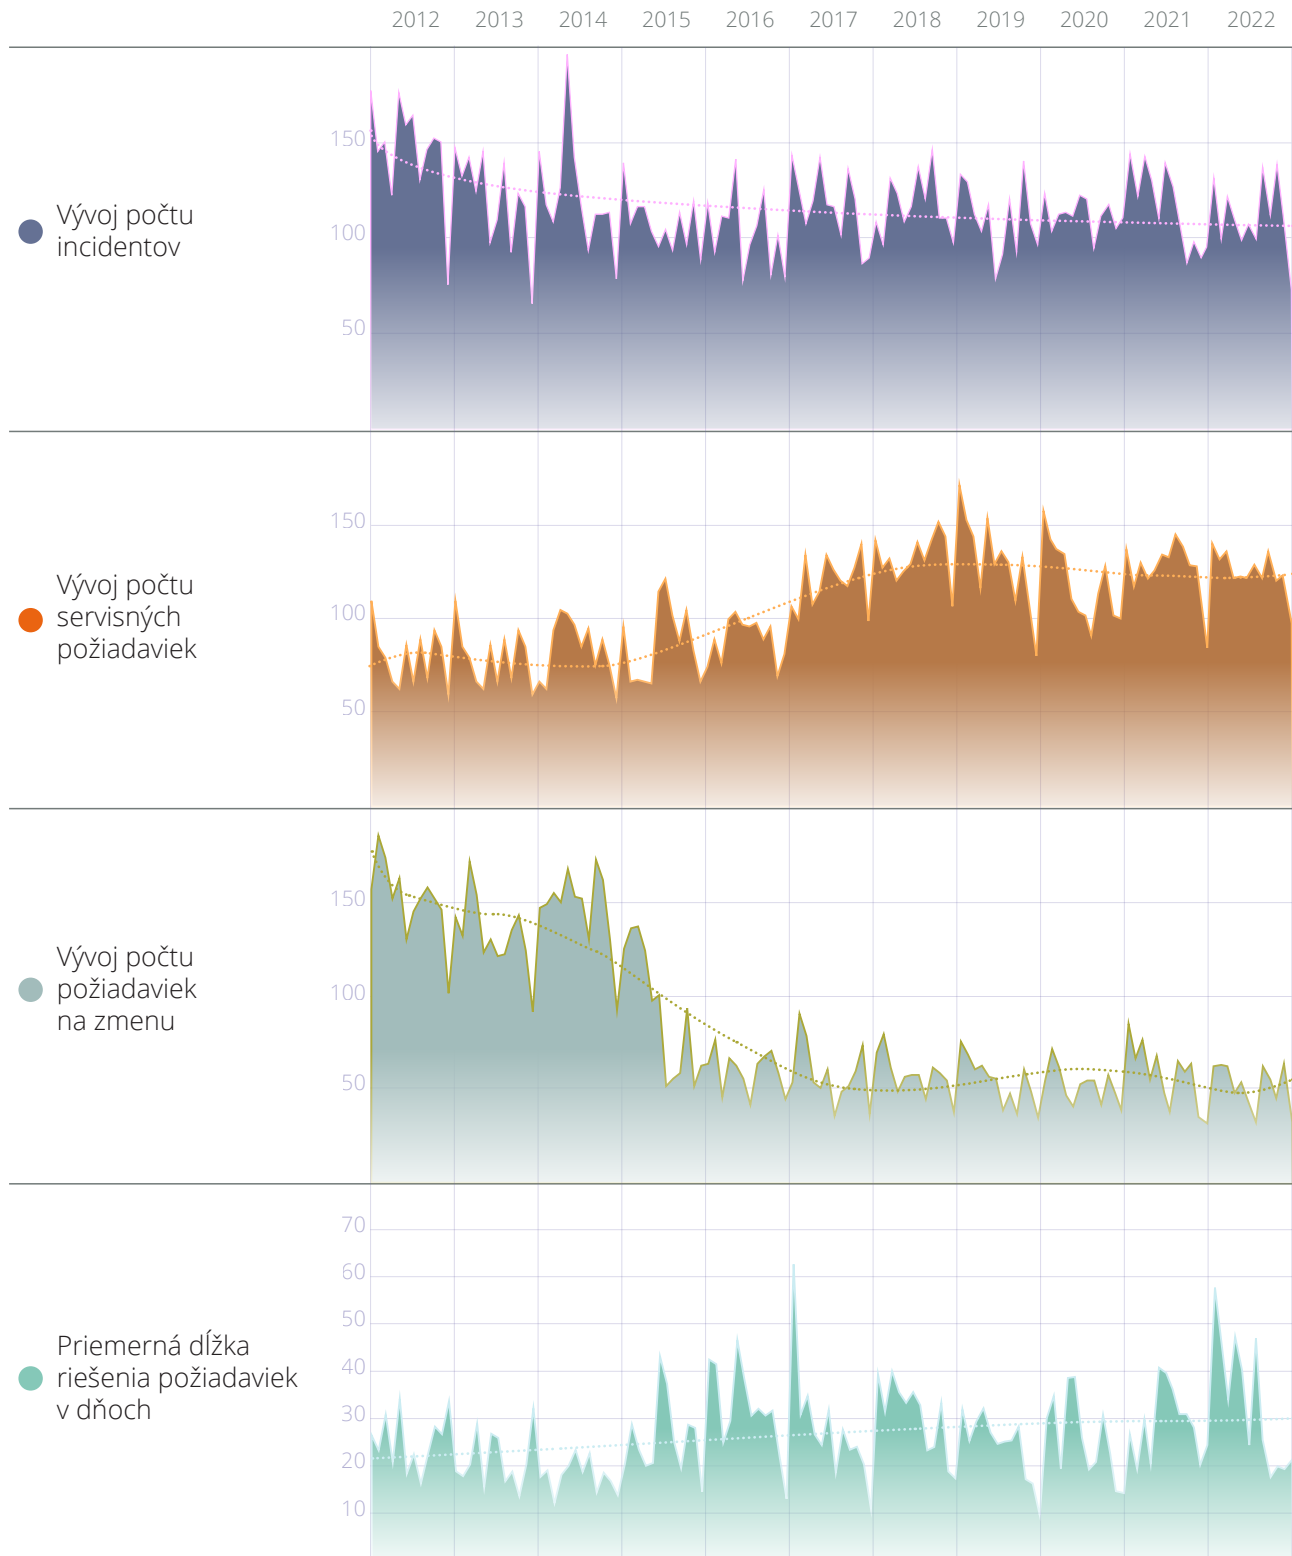 2012 2013 2014 2015 2016 2017 2018 2019 2020 2021 2022
150
100
50
Vývoj počtu
incidentov
150
100
50
Vývoj počtu
servisných
požiadaviek
150
100
50
Vývoj počtu
požiadaviek
na zmenu
70
60
50
40
30
20
10
Priemerná dĺžka
riešenia požiadaviek
v dňoch